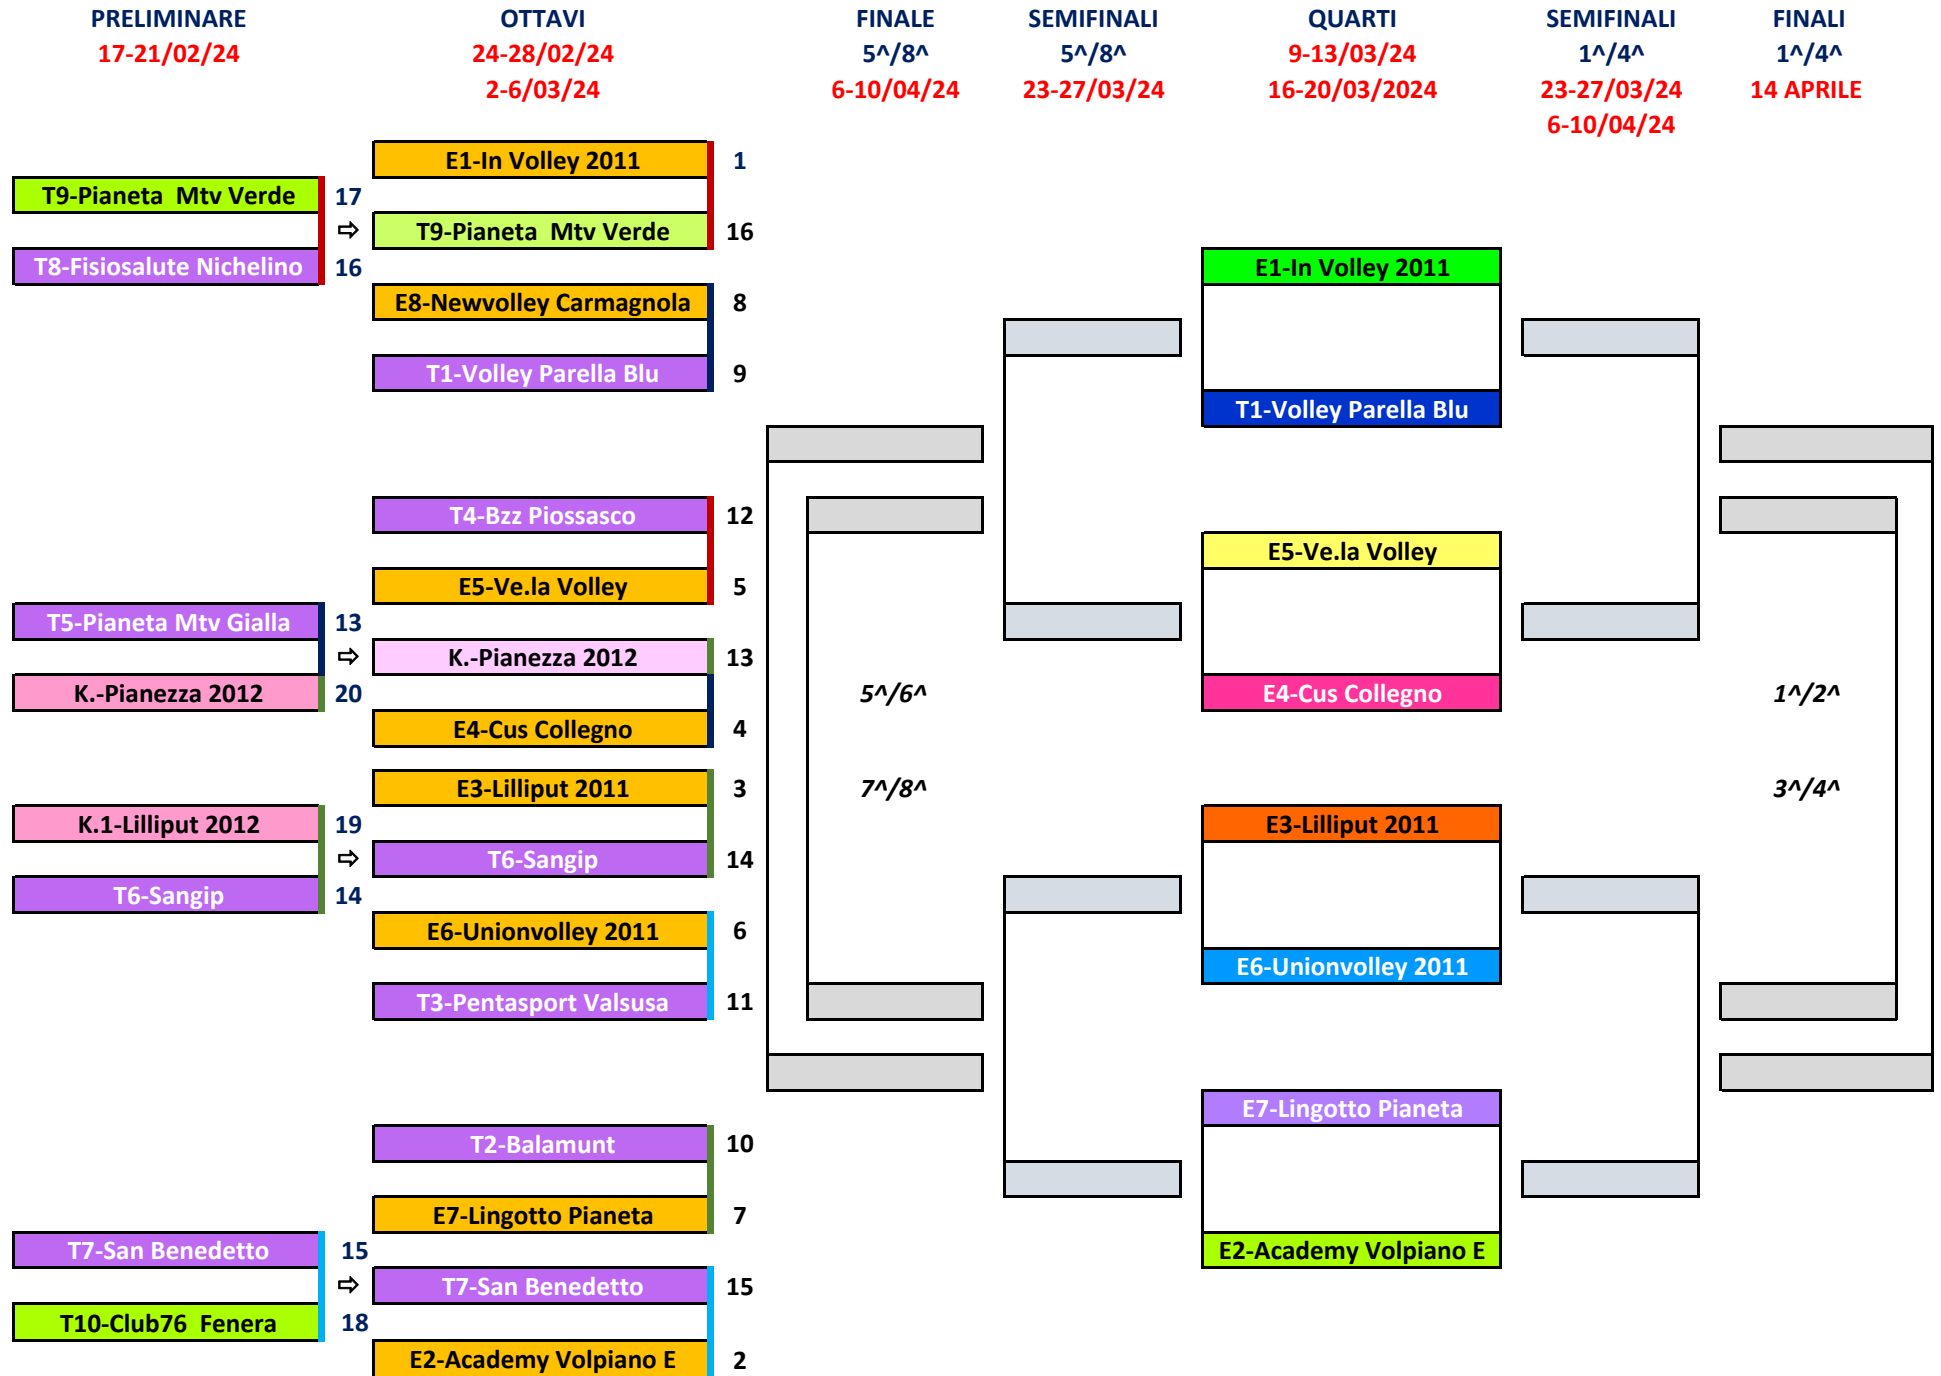 PRELIMINARE OTTAVI FINALE SEMIFINALI QUARTI SEMIFINALI FINALI
17-21/02/24 24-28/02/24 5^/8^ 5^/8^ 9-13/03/24 1^/4^ 1^/4^
2-6/03/24 6-10/04/24 23-27/03/24 16-20/03/2024 23-27/03/24 14 APRILE
6-10/04/24
E1-In Volley 2011 1
T9-Pianeta Mtv Verde 17
⇨ T9-Pianeta Mtv Verde 16
T8-Fisiosalute Nichelino 16 E1-In Volley 2011
E8-Newvolley Carmagnola 8
T1-Volley Parella Blu 9
T1-Volley Parella Blu
T4-Bzz Piossasco 12
E5-Ve.la Volley
E5-Ve.la Volley 5
T5-Pianeta Mtv Gialla 13
⇨ K.-Pianezza 2012 13
K.-Pianezza 2012 20 5^/6^ E4-Cus Collegno 1^/2^
E4-Cus Collegno 4
E3-Lilliput 2011 3 7^/8^ 3^/4^
K.1-Lilliput 2012 19 E3-Lilliput 2011
⇨ T6-Sangip 14
T6-Sangip 14
E6-Unionvolley 2011 6
E6-Unionvolley 2011
T3-Pentasport Valsusa 11
E7-Lingotto Pianeta
T2-Balamunt 10
E7-Lingotto Pianeta 7
T7-San Benedetto 15 E2-Academy Volpiano E
⇨ T7-San Benedetto 15
T10-Club76 Fenera 18
E2-Academy Volpiano E 2